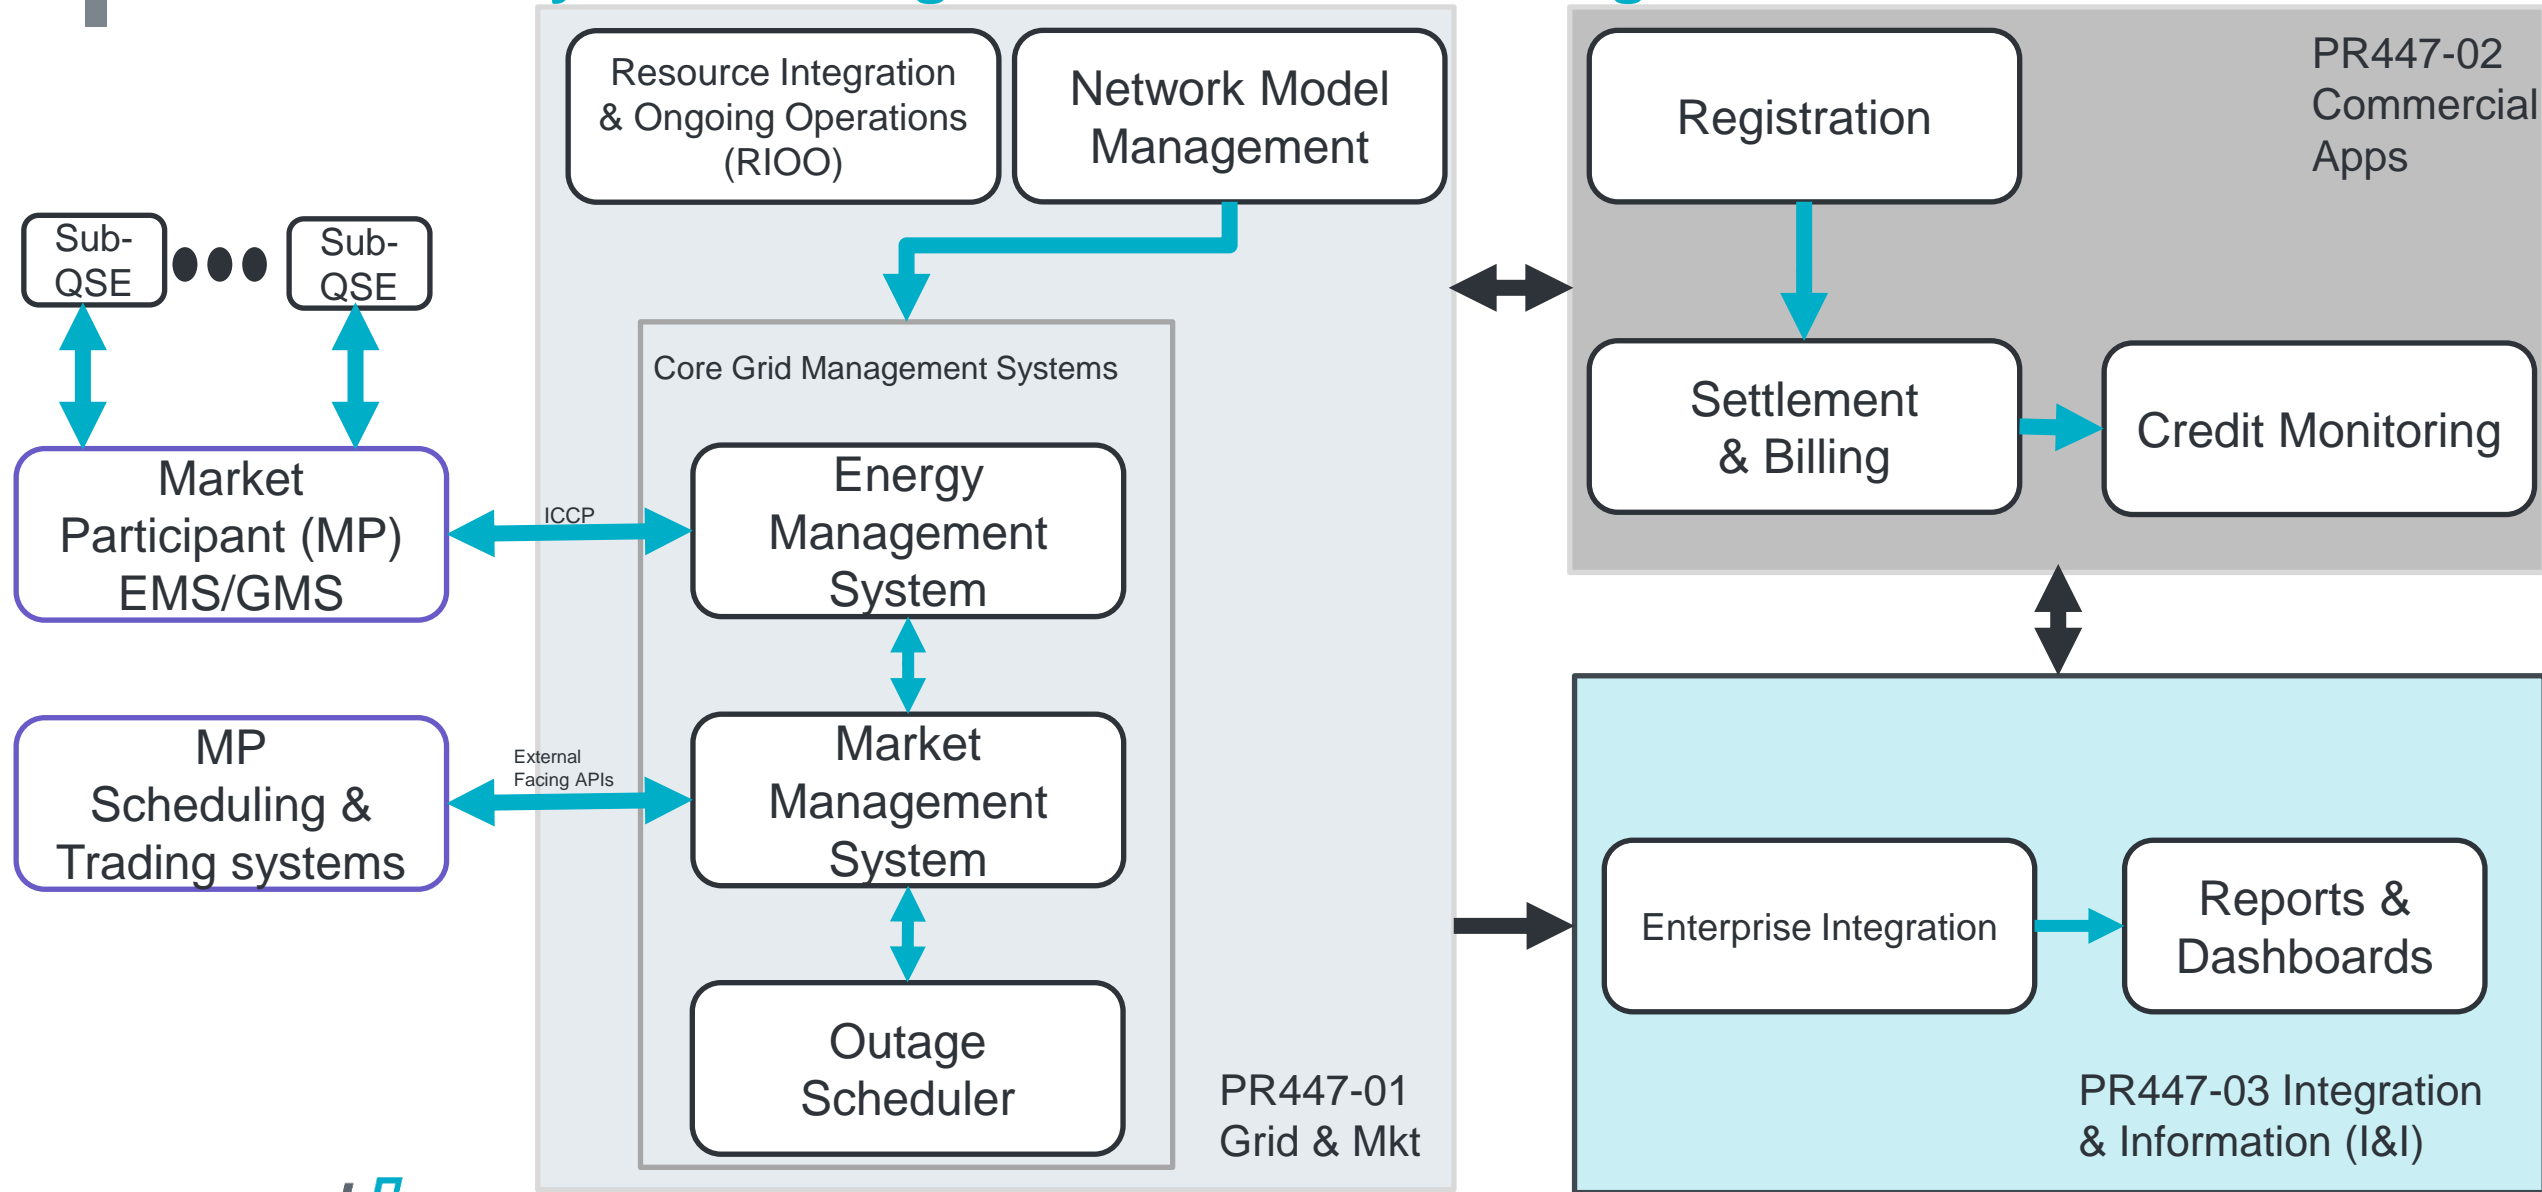 Resource Integration
& Ongoing Operations
(RIOO)
Network Model
Management
Registration
PR447-02
Commercial
Apps
Sub-
QSE
Sub-
QSE
Core Grid Management Systems
Settlement
& Billing
Credit Monitoring
Market
Participant (MP)
EMS/GMS
ICCP
Energy
Management
System
MP
Scheduling &
Trading systems
External
Facing APIs
Market
Management
System
Enterprise Integration
Reports &
Dashboards
Outage
Scheduler
PR447-01
Grid & Mkt
PR447-03 Integration
& Information (I&I)